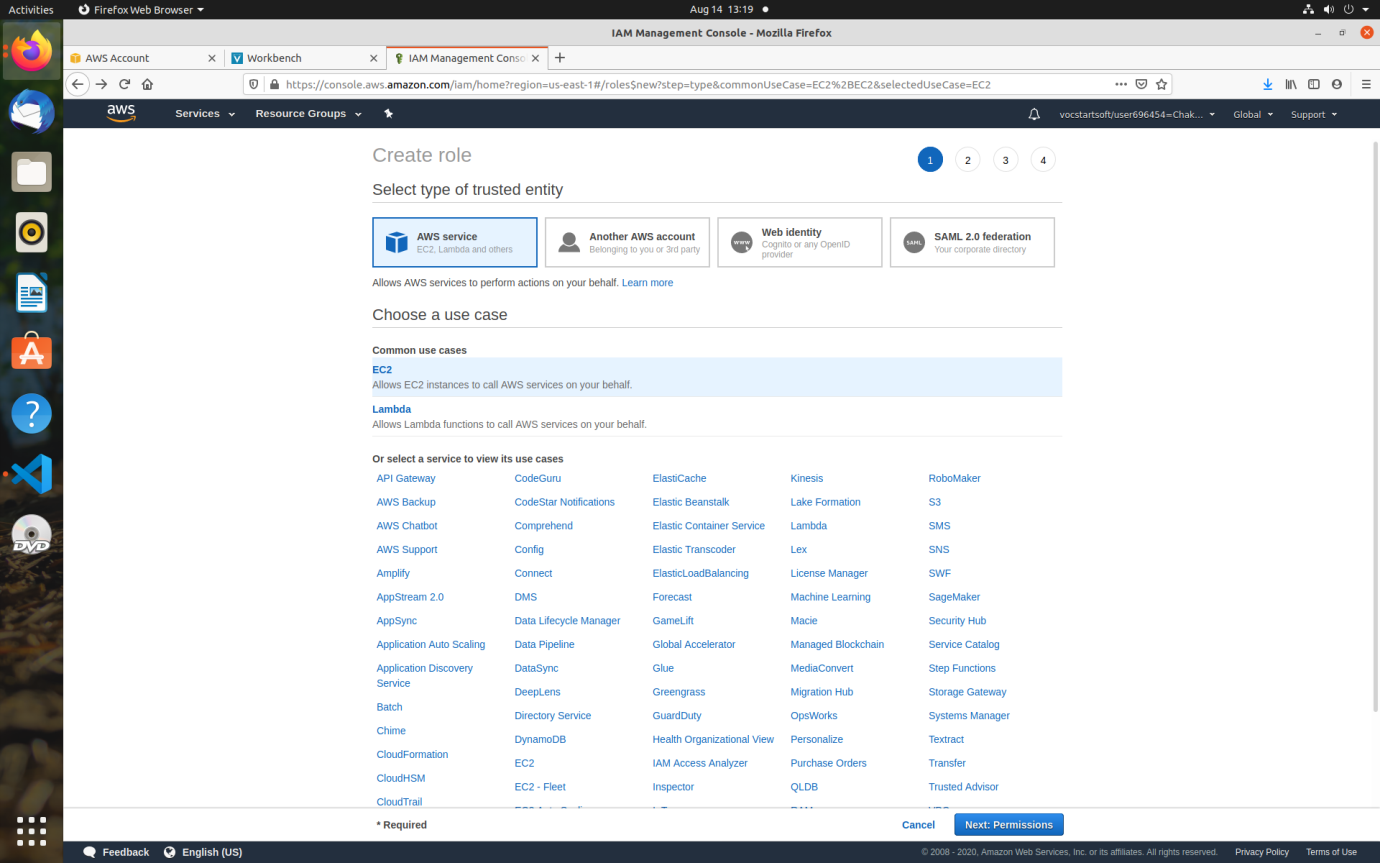 Activities
Firefox Web Browser
Aug 14 13:19
IAM Management Console - Mozilla Firefox
AWS Account
Workbench
IAM Management Conso
https://console.aws.amazon.com/iam/home?region=us-east-1#/roles$new?step=type&commonUseCase=EC2%2BEC2&selectedUseCase=EC2
aws
Services
Resource Groups
vocstartsoft/user696454=Chak...
Global
Support
Create role
1
2
3
4
Select type of trusted entity
AWS service
EC2, Lambda and others
Another AWS account
Belonging to you or 3rd party
www
Web identity
Cognito or any OpenID
provider
SAML
SAML 2.0 federation
Your corporate directory
Allows AWS services to perform actions on your behalf. Learn more
Choose a use case
Common use cases
EC2
Allows EC2 instances to call AWS services on your behalf.
Lambda
Allows Lambda functions to call AWS services on your behalf.
Or select a service to view its use cases
API Gateway
AWS Backup
AWS Chatbot
AWS Support
Amplify
AppStream 2.0
AppSync
Application Auto Scaling
Application Discovery
Service
Batch
Chime
CloudFormation
CloudHSM
CloudTrail
CodeGuru
CodeStar Notifications
Comprehend
Config
Connect
DMS
Data Lifecycle Manager
Data Pipeline
DataSync
DeepLens
Directory Service
DynamoDB
EC2
EC2 - Fleet
ElastiCache
Elastic Beanstalk
Elastic Container Service
Elastic Transcoder
ElasticLoadBalancing
Forecast
GameLift
Global Accelerator
Glue
Greengrass
GuardDuty
Health Organizational View
IAM Access Analyzer
Inspector
Kinesis
Lake Formation
Lambda
Lex
License Manager
Machine Learning
Macie
Managed Blockchain
MediaConvert
Migration Hub
OpsWorks
Personalize
Purchase Orders
QLDB
RoboMaker
S3
SMS
SNS
SWF
SageMaker
Security Hub
Service Catalog
Step Functions
Storage Gateway
Systems Manager
Textract
Transfer
Trusted Advisor
* Required
Cancel
Next: Permissions
DVD
Feedback
English (US)
© 2008 - 2020, Amazon Web Services, Inc. or its affiliates. All rights reserved.
Privacy Policy
Terms of Use